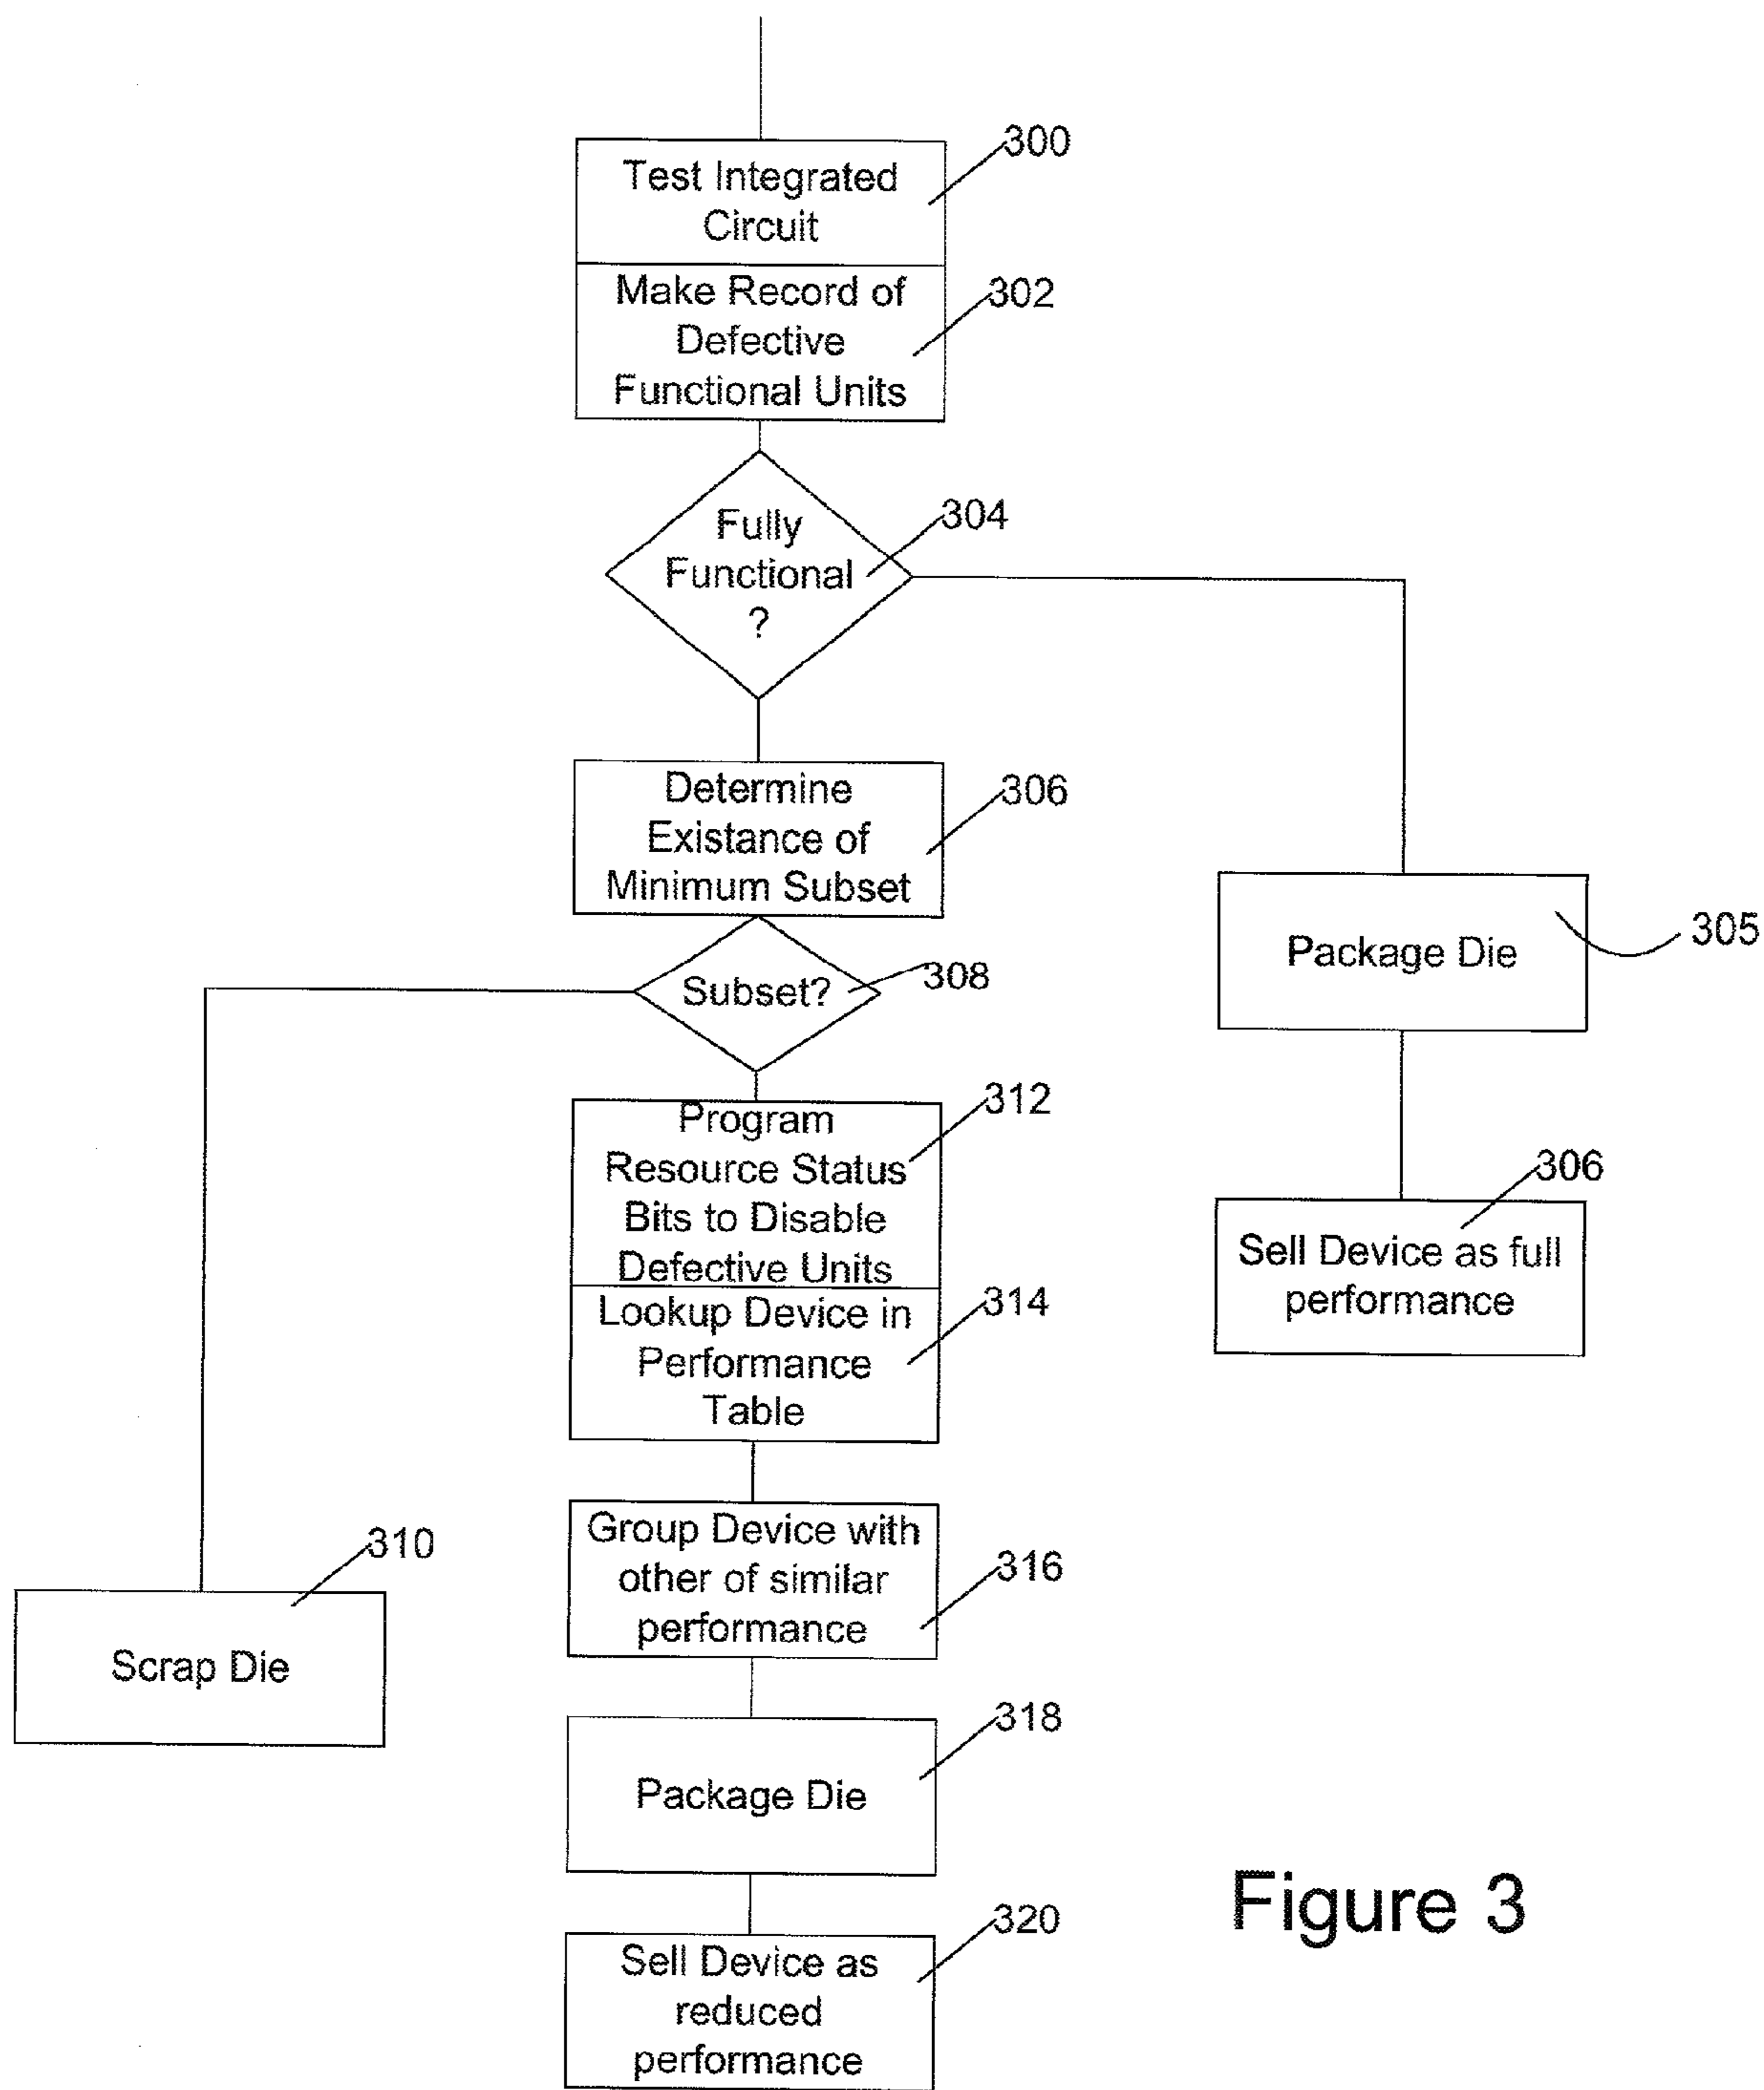 300
Test Integrated
Circuit
302
Make Record of
Defective
Functional Units
304
Fully
Functional
?
306
Determine
Existance of
Minimum Subset
305
Package Die
308
Subset?
312
Program
Resource Status
Bits to Disable
Defective Units
306
Sell Device as full
performance
314
Lookup Device in
Performance
Table
316
Group Device with
other of similar
performance
310
Scrap Die
318
Package Die
320
Sell Device as
reduced
performance
Figure 3